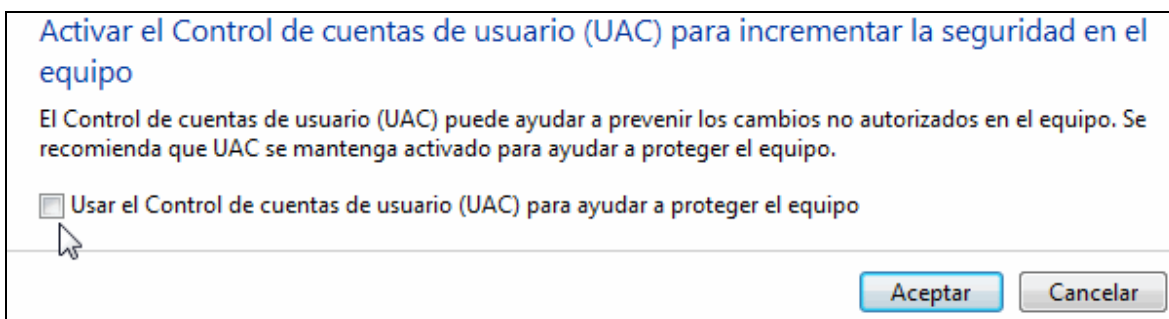 Activar el Control de cuentas de usuario (UAC) para incrementar la seguridad en el
equipo
El Control de cuentas de usuario (UAC) puede ayudar a prevenir los cambios no autorizados en el equipo. Se
recomienda que UAC se mantenga activado para ayudar a proteger el equipo.
Usar el Control de cuentas de usuario (UAC) para ayudar a proteger el equipo
Aceptar Cancelar